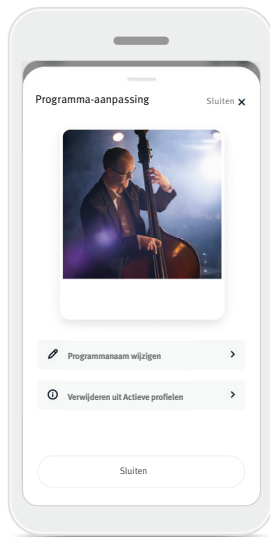 Programma-aanpassing
Sluiten
Programmanaam wijzigen
Verwijderen uit Actieve profielen
Sluiten